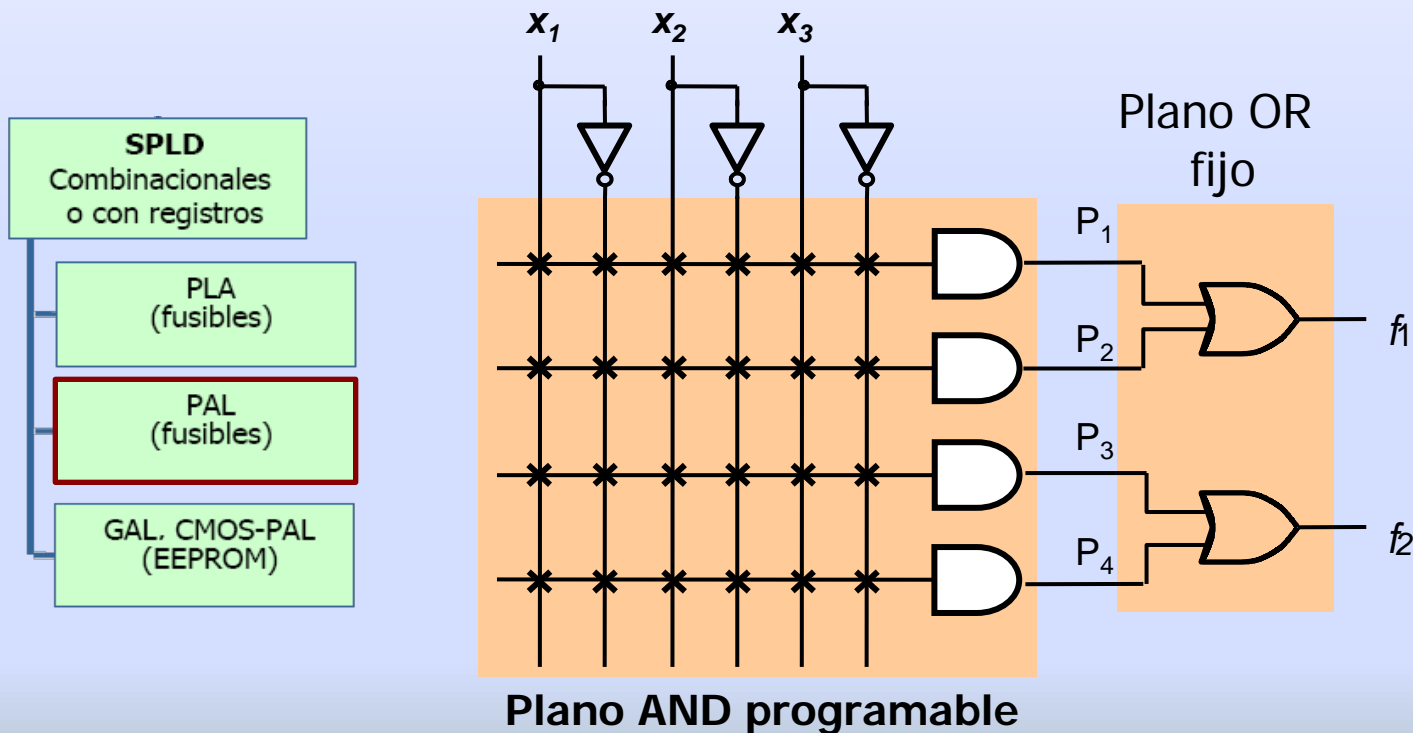 x1
x2
x3
SPLD
Combinacionales
o con registros
PLA
(fusibles)
PAL
(fusibles)
GAL, CMOS-PAL
(EEPROM)
Plano OR
fijo
P1
P2
P3
P4
f1
f2
Plano AND programable